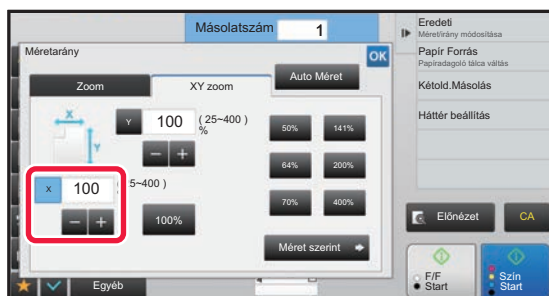 Másolatszám 1
Méretarány
OK
Zoom
XY zoom
Auto Méret
X
Y
Y 100 ( 25~400 )
%
X 100 5~400 )
100%
50% 141%
64% 200%
70% 400%
Méret szerint
Egyéb
Eredeti
Méret/irány módosítása
Papír Forrás
Papíradagoló tálca váltás
Kétold.Másolás
Háttér beállítás
Előnézet
CA
F/F
Start
Szín
Start